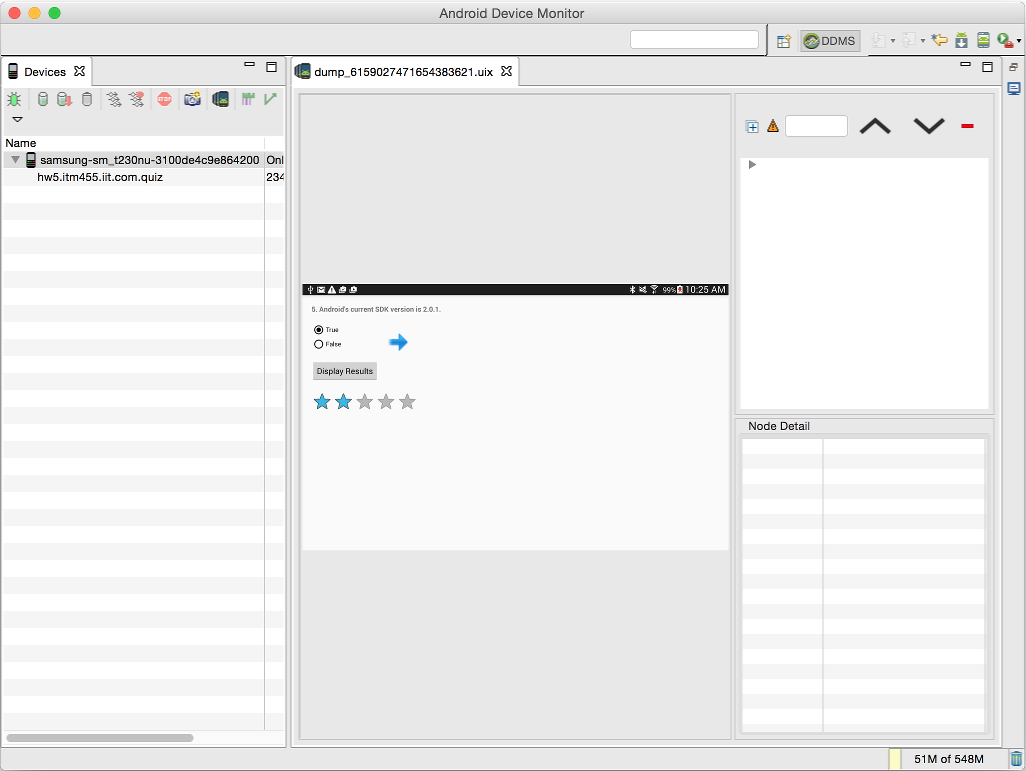 Android Device Monitor
DDMS
Devices
dump_6159027471654383621.uix
Name
samsung-sm_t230nu-3100de4c9e864200 Onl
hw5.itm455.iit.com.quiz 234
99% 10:25 AM
5. Android's current SDK version is 2.0.1.
True
False
Display Results
Node Detail
51M of 548M